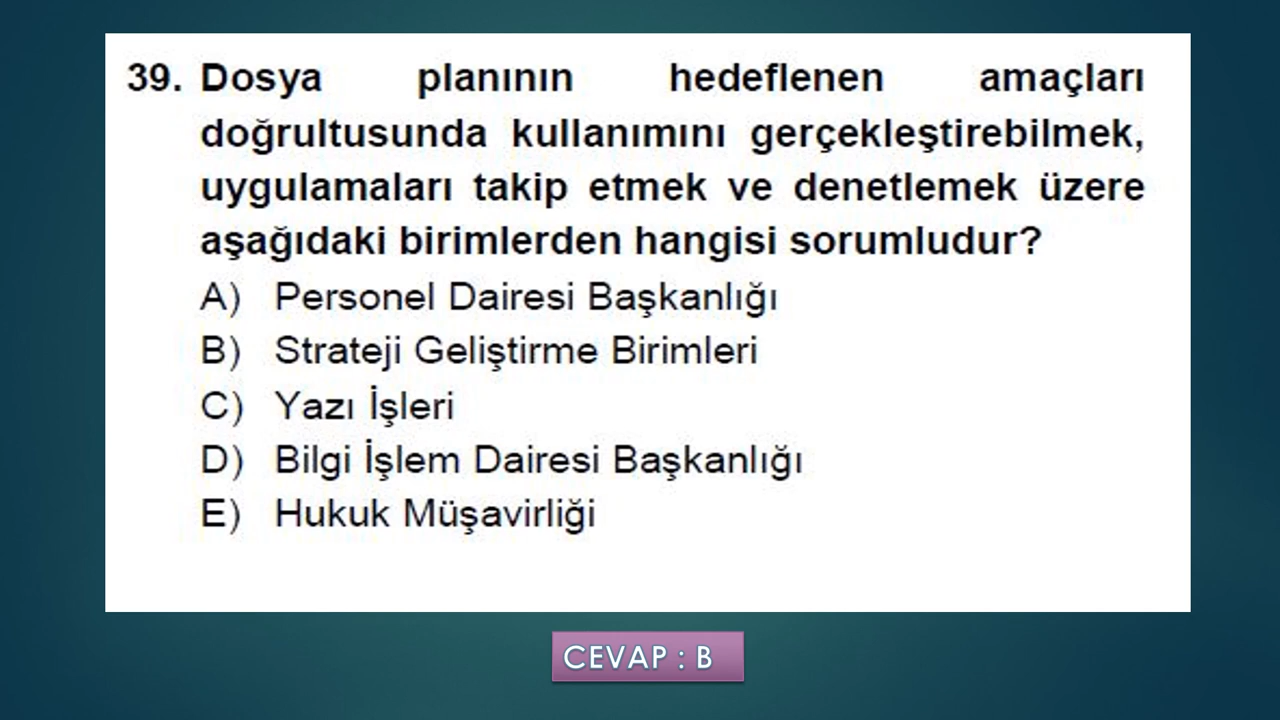 39. Dosya planının hedeflenen amaçları
doğrultusunda kullanımını gerçekleştirebilmek,
uygulamaları takip etmek ve denetlemek üzere
aşağıdaki birimlerden hangisi sorumludur?
A) Personel Dairesi Başkanlığı
B) Strateji Geliştirme Birimleri
C) Yazı İşleri
D) Bilgi İşlem Dairesi Başkanlığı
E) Hukuk Müşavirliği
CEVAP : B